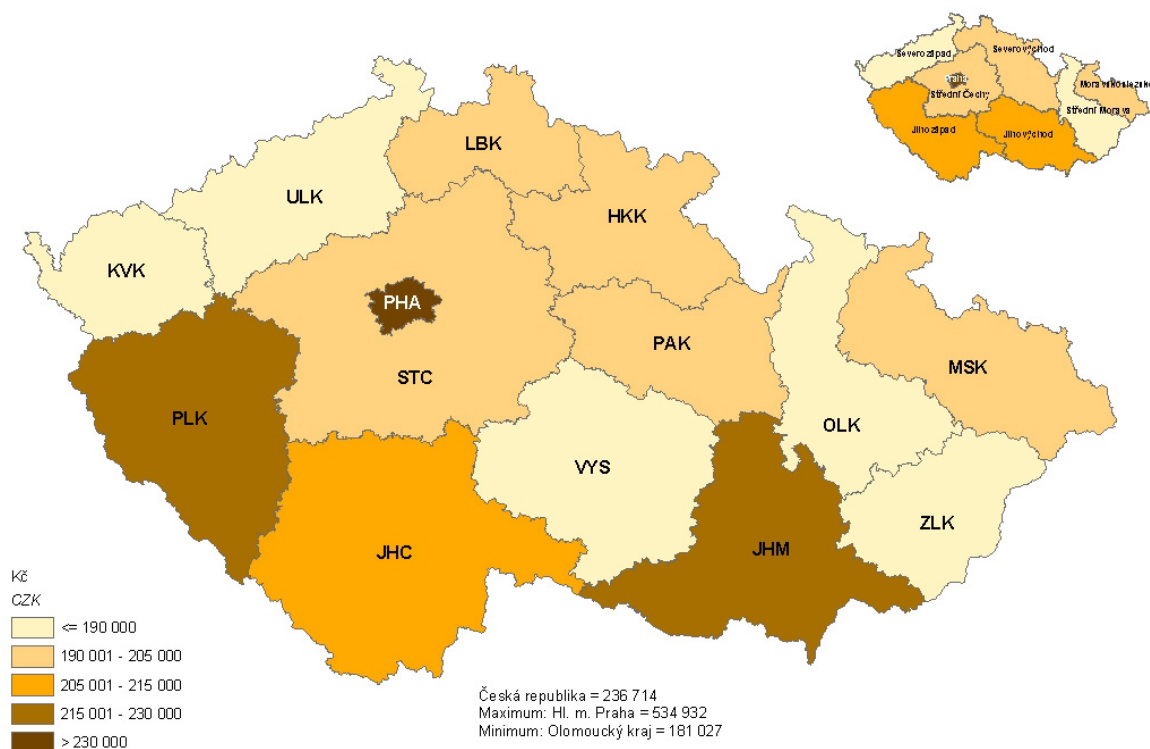 Severozápad
Severovýchod
Praha
Střední Čechy
Střední Morava
Jihozápad
Jihovýchod
LBK
ULK
HKK
KVK
PHA
PAK
STC
MSK
PLK
OLK
VYS
ZLK
JHC
JHM
Kč
CZK
<= 190 000
190 001 - 205 000
205 001 - 215 000
215 001 - 230 000
> 230 000
Česká republika = 236 714
Maximum: Hl. m. Praha = 534 932
Minimum: Olomoucký kraj = 181 027